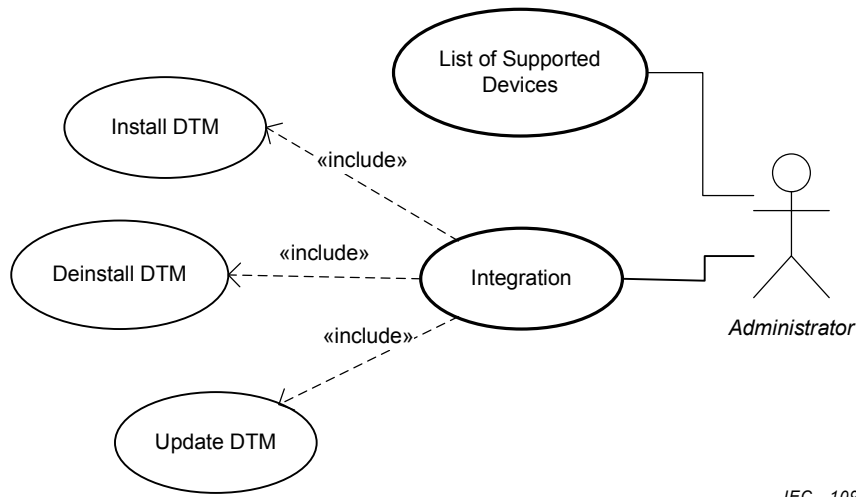 List of Supported
Devices
Install DTM
«include»
«include»
Deinstall DTM
Integration
Administrator
«include»
Update DTM